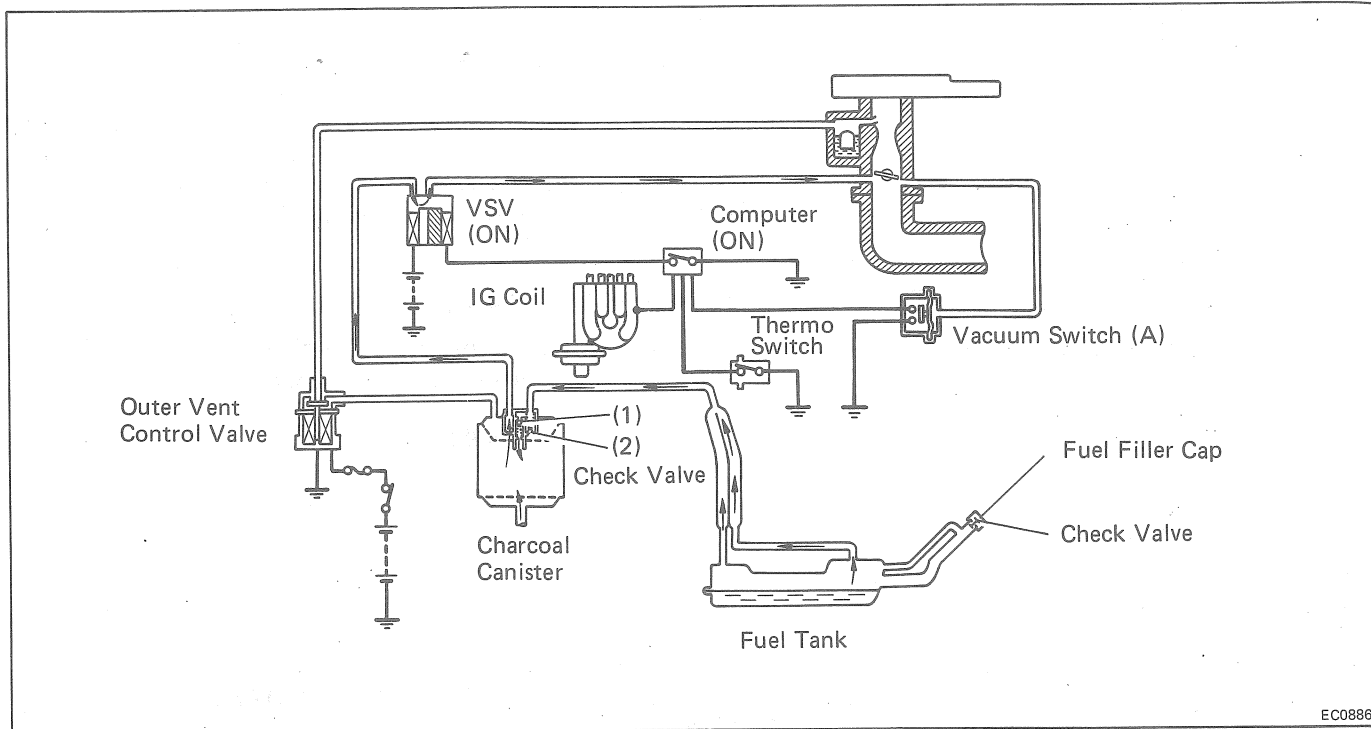 VSV
(ON)
Computer
(ON)
IG Coil
Thermo
Switch
Vacuum Switch (A)
Outer Vent
Control Valve
(1)
(2)
Check Valve
Charcoal
Canister
Fuel Filler Cap
Check Valve
Fuel Tank
EC0886